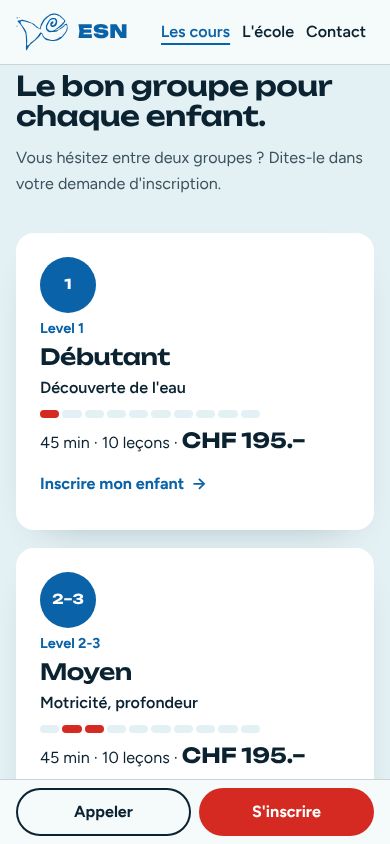 ESN
Les cours
L'école
Contact
Le bon groupe pour
chaque enfant.
Vous hésitez entre deux groupes ? Dites-le dans
votre demande d'inscription.
1
Level 1
Débutant
Découverte de l'eau
45 min · 10 leçons · CHF 195.–
Inscrire mon enfant →
2–3
Level 2-3
Moyen
Motricité, profondeur
45 min · 10 leçons · CHF 195.–
Appeler
S'inscrire